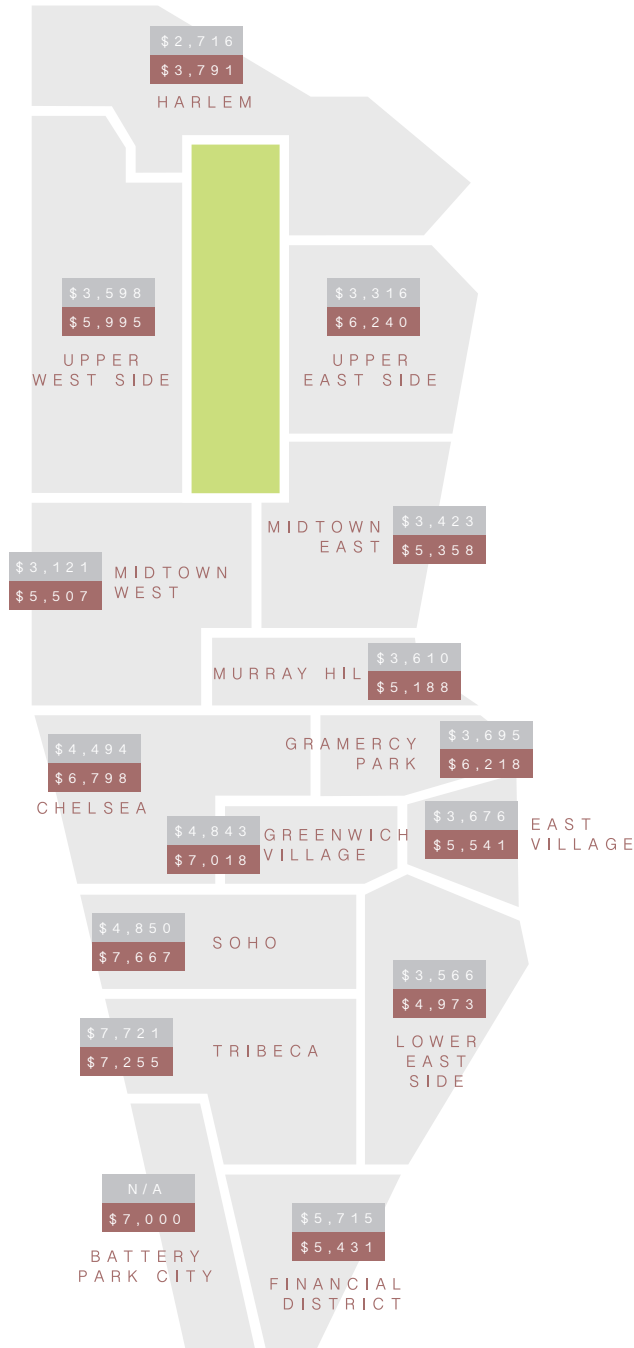 $2,716
$3,791
HARLEM
$3,598
$5,995
UPPER
WEST SIDE
$3,316
$6,240
UPPER
EAST SIDE
MIDTOWN
EAST
$3,423
$5,358
$3,121
$5,507
MIDTOWN
WEST
MURRAY HIL
$3,610
$5,188
$4,494
$6,798
CHELSEA
GRAMERCY
PARK
$3,695
$6,218
$4,843
$7,018
GREENWICH
VILLAGE
$3,676
$5,541
EAST
VILLAGE
$4,850
$7,667
SOHO
$3,566
$4,973
LOWER
EAST
SIDE
$7,721
$7,255
TRIBECA
N/A
$7,000
BATTERY
PARK CITY
$5,715
$5,431
FINANCIAL
DISTRICT